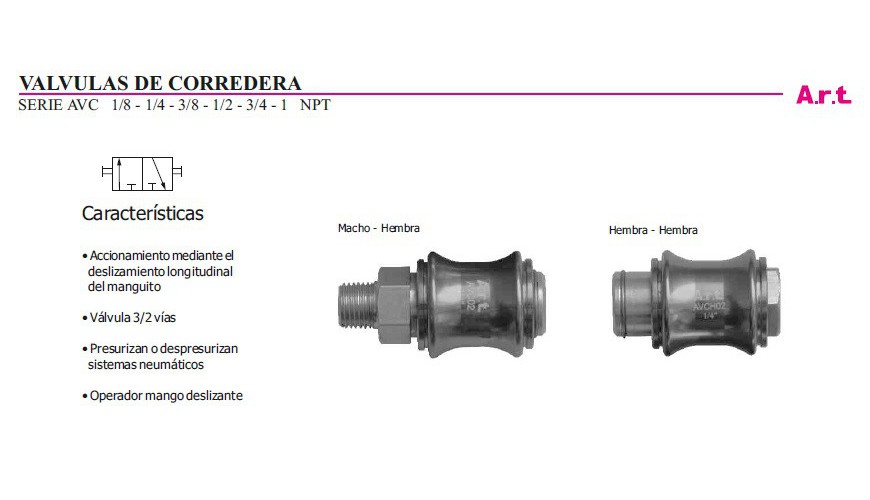 VALVULAS DE CORREDERA
SERIE AVC 1/8 - 1/4 - 3/8 - 1/2 - 3/4 - 1 NPT
A.r.t.
Características
• Accionamiento mediante el
deslizamiento longitudinal
del manguito
• Válvula 3/2 vías
• Presurizan o despresurizan
sistemas neumáticos
• Operador mango deslizante
Macho - Hembra
A.r.t
Hembra - Hembra
A.r.t
AVCH02
1/4"